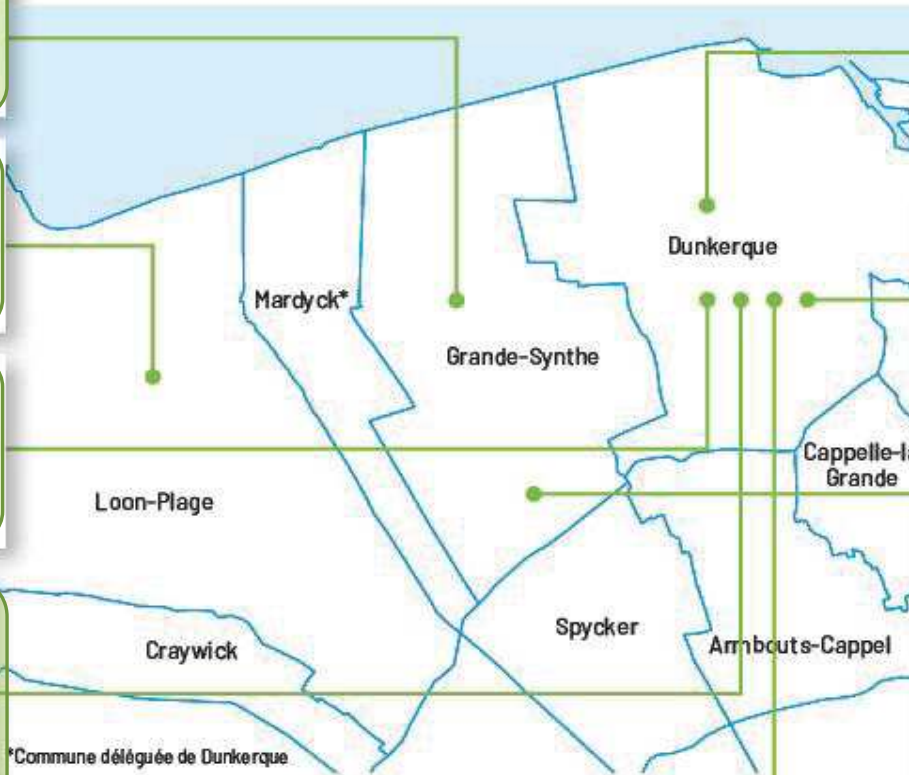 Dunkerque
Mardyck*
Grande-Synthe
Cappelle-la
Grande
Loon-Plage
Spycker
Armbouts-Cappel
Craywick
*Commune déléguée de Dunkerque